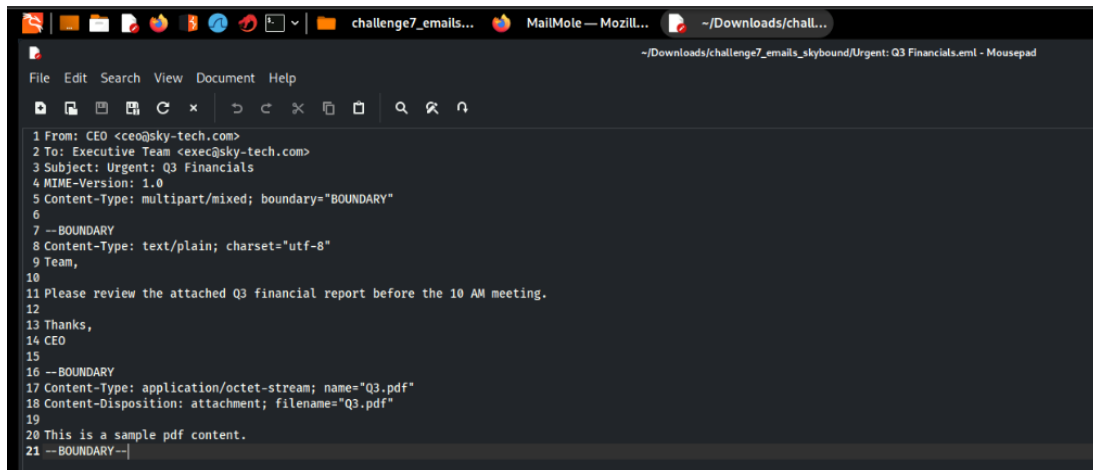 challenge7_emails...
MailMole — Mozill...
~/Downloads/chall...
~/Downloads/challenge7_emails_skybound/Urgent: Q3 Financials.eml - Mousepad
File Edit Search View Document Help
1 From: CEO <ceo@sky-tech.com>
2 To: Executive Team <exec@sky-tech.com>
3 Subject: Urgent: Q3 Financials
4 MIME-Version: 1.0
5 Content-Type: multipart/mixed; boundary="BOUNDARY"
6
7 --BOUNDARY
8 Content-Type: text/plain; charset="utf-8"
9 Team,
10
11 Please review the attached Q3 financial report before the 10 AM meeting.
12
13 Thanks,
14 CEO
15
16 --BOUNDARY
17 Content-Type: application/octet-stream; name="Q3.pdf"
18 Content-Disposition: attachment; filename="Q3.pdf"
19
20 This is a sample pdf content.
21 --BOUNDARY--